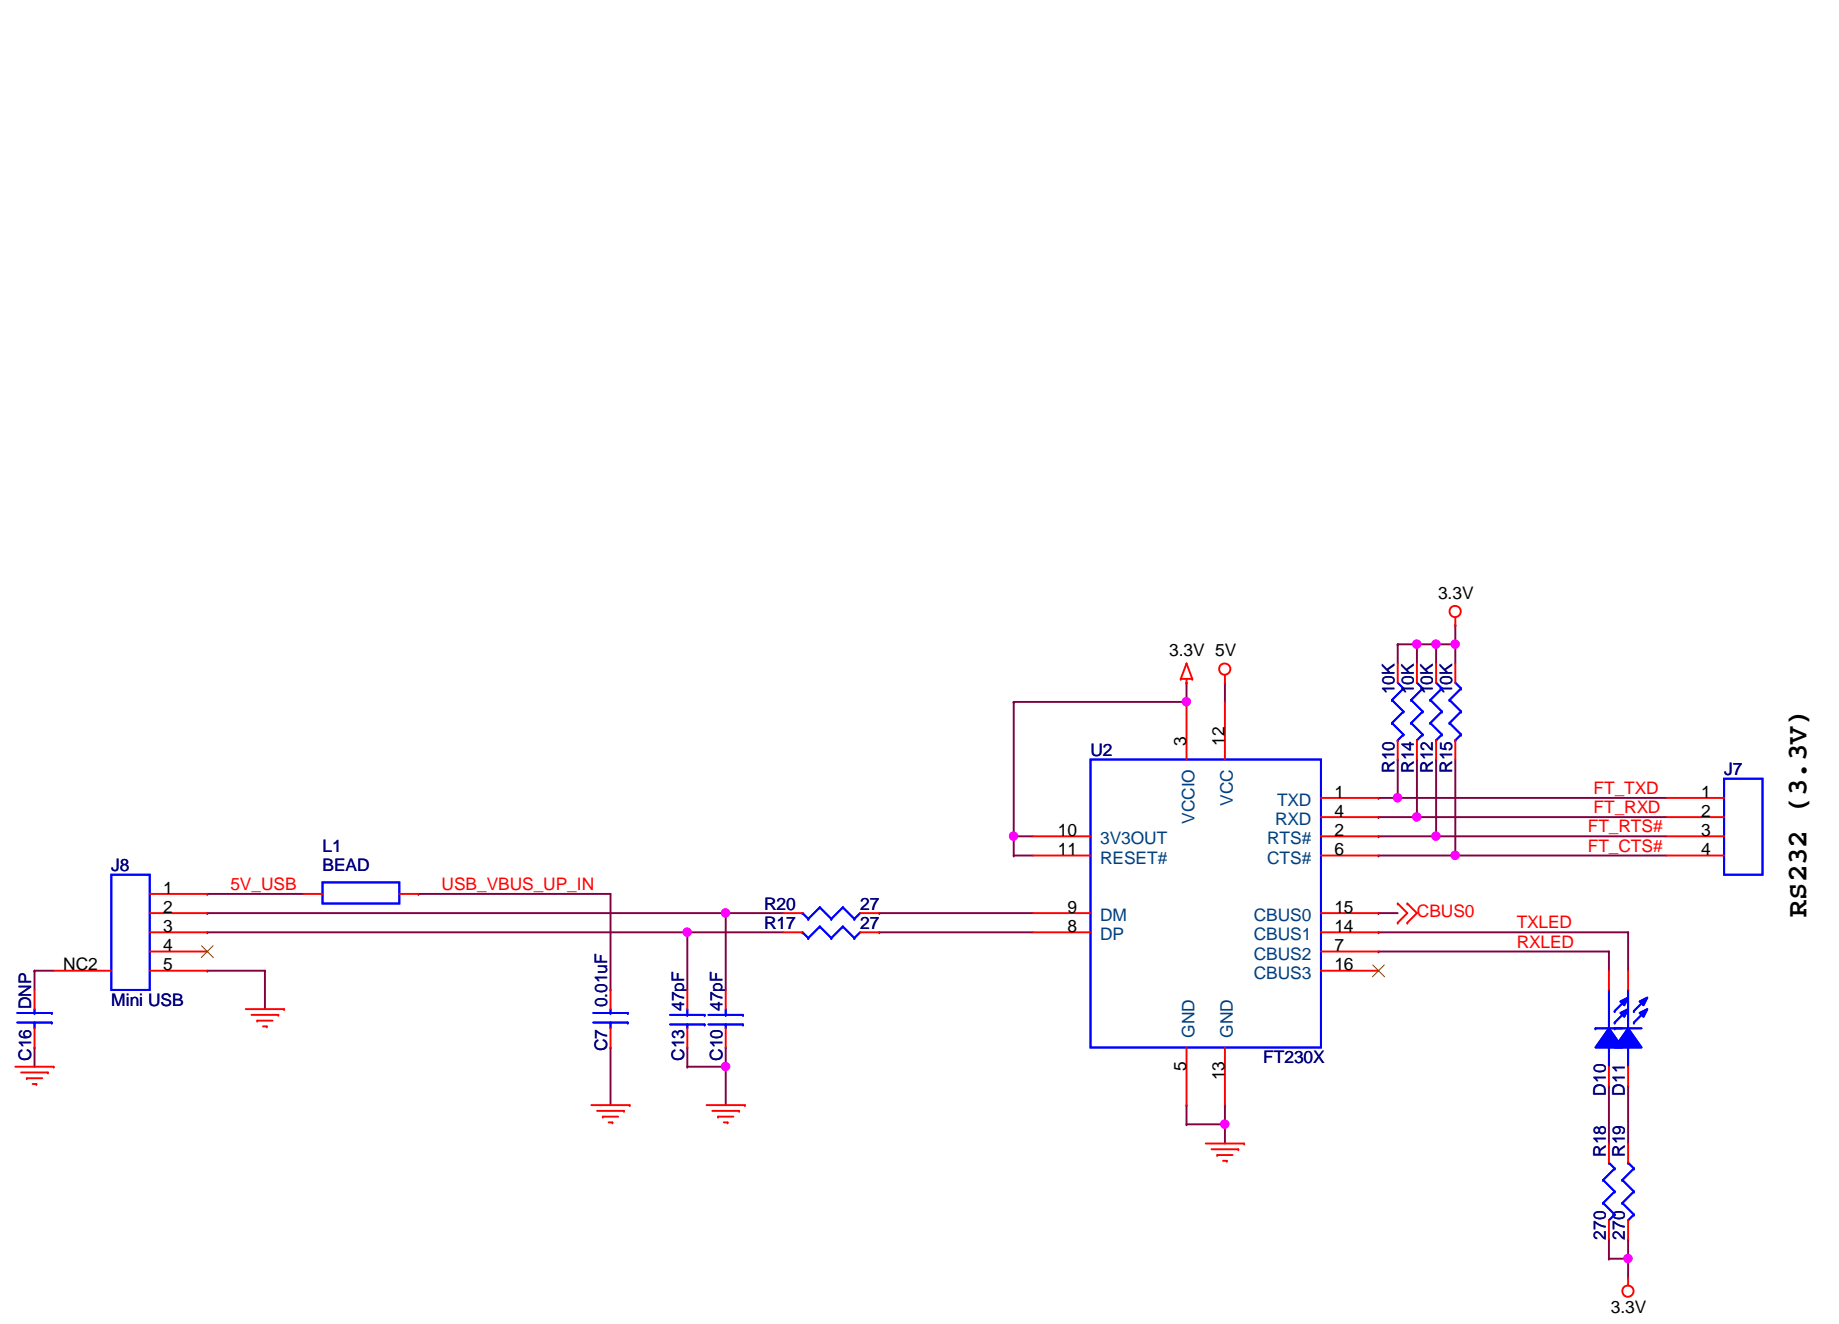 3.3V
3.3V 5V
10K 10K 10K 10K
R10 R14 R12 R15
RS232 (3.3V)
U2
3 12
VCCIO VCC
J7
TXD 1 FT_TXD 1
RXD 4 FT_RXD 2
10 3V3OUT RTS# 2 FT_RTS# 3
11 RESET# CTS# 6 FT_CTS# 4
L1
BEAD
J8
1 5V_USB USB_VBUS_UP_IN
2 R20 27 9 DM CBUS0 15 CBUS0
3 R17 27 8 DP CBUS1 14 TXLED
4 CBUS2 7 RXLED
NC2 5 CBUS3 16
Mini USB
DNP 0.01uF 47pF 47pF
C16 C7 C13 C10
GND GND
FT230X
5 13
D10 D11
R18 R19
270 270
3.3V